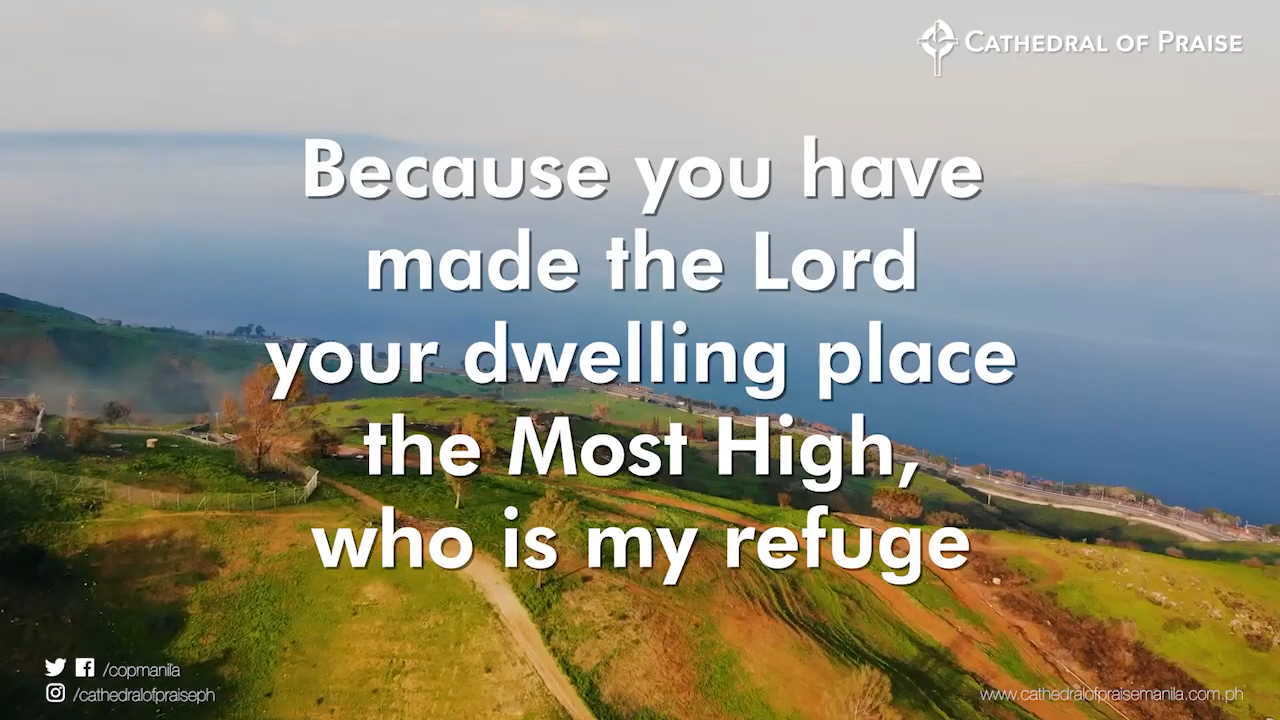 Cathedral of Praise
Because you have
made the Lord
your dwelling place
the Most High,
who is my refuge
/copmanila
/cathedralofpraiseph
www.cathedralofpraisemanila.com.ph